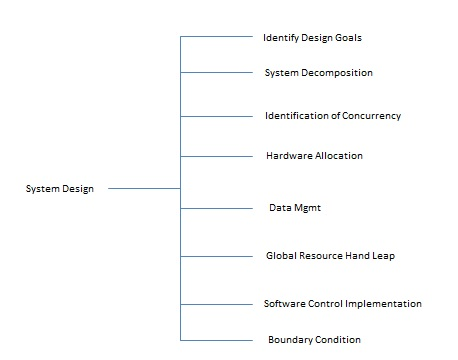 Identify Design Goals
System Decomposition
Identification of Concurrency
Hardware Allocation
System Design
Data Mgmt
Global Resource Hand Leap
Software Control Implementation
Boundary Condition